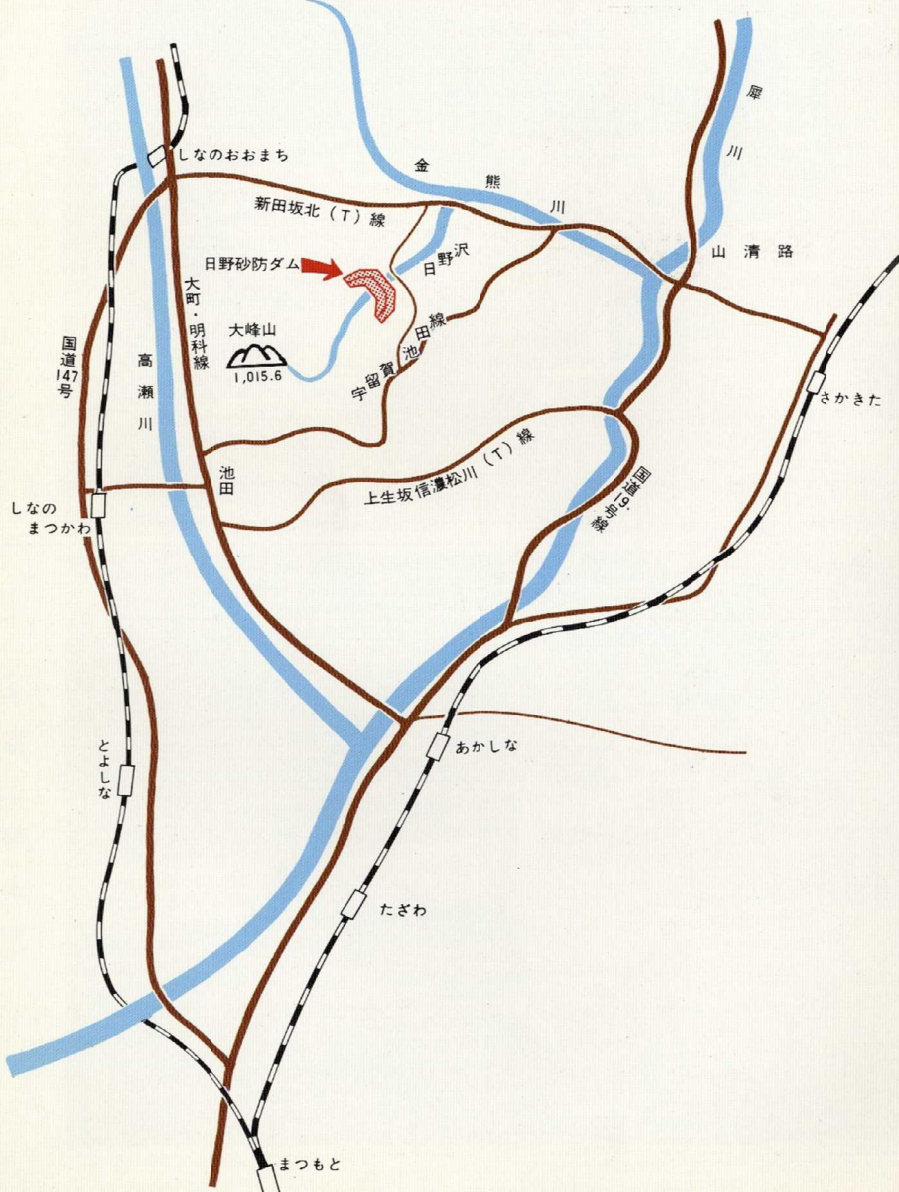 犀川
しなのおおまち
金熊川
新田坂北（T）線
山清路
日野砂防ダム
日野沢
大町・明科線
大峰山
1,015.6
国道147号
高瀬川
宇留賀池田線
さかきた
池田
上生坂信濃松川（T）線
国道19号線
しなの
まつかわ
とよしな
あかしな
たざわ
まつもと